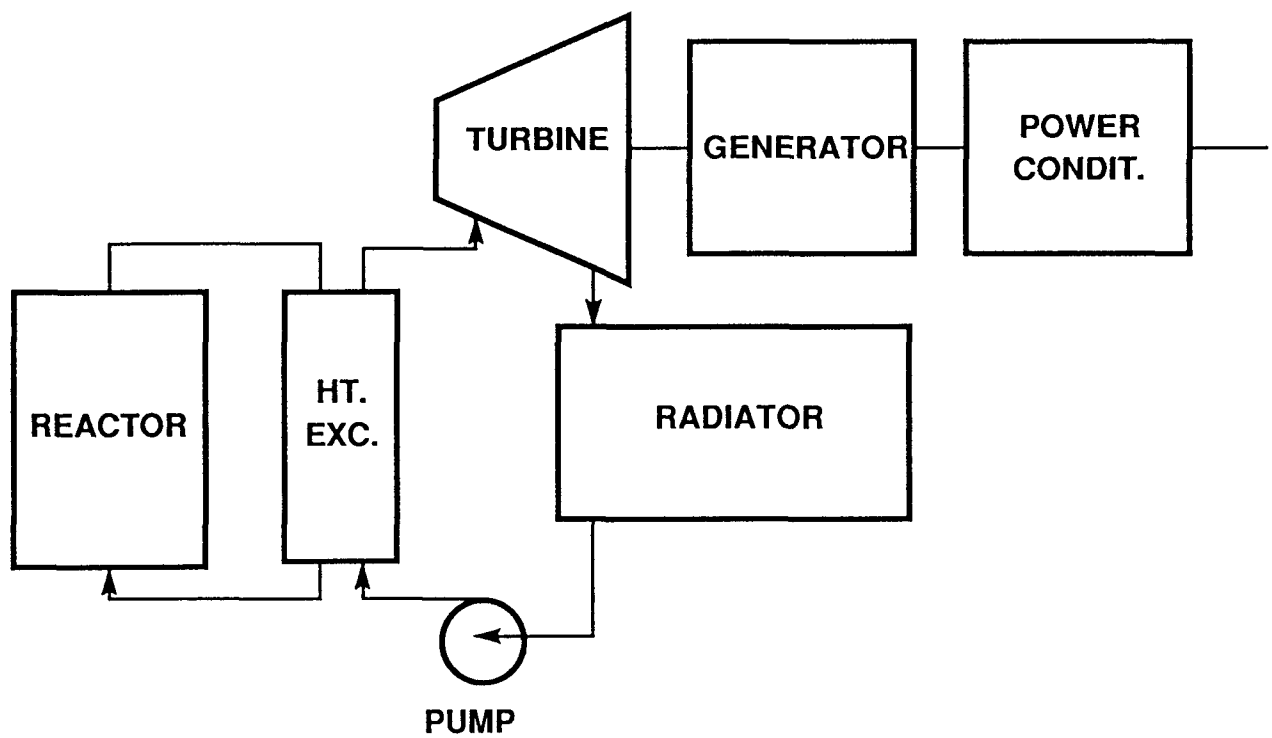 TURBINE
GENERATOR
POWER
CONDIT.
REACTOR
HT.
EXC.
RADIATOR
PUMP